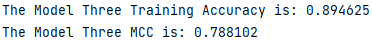 The Model Three Training Accuracy is: 0.894625
The Model Three MCC is: 0.788102